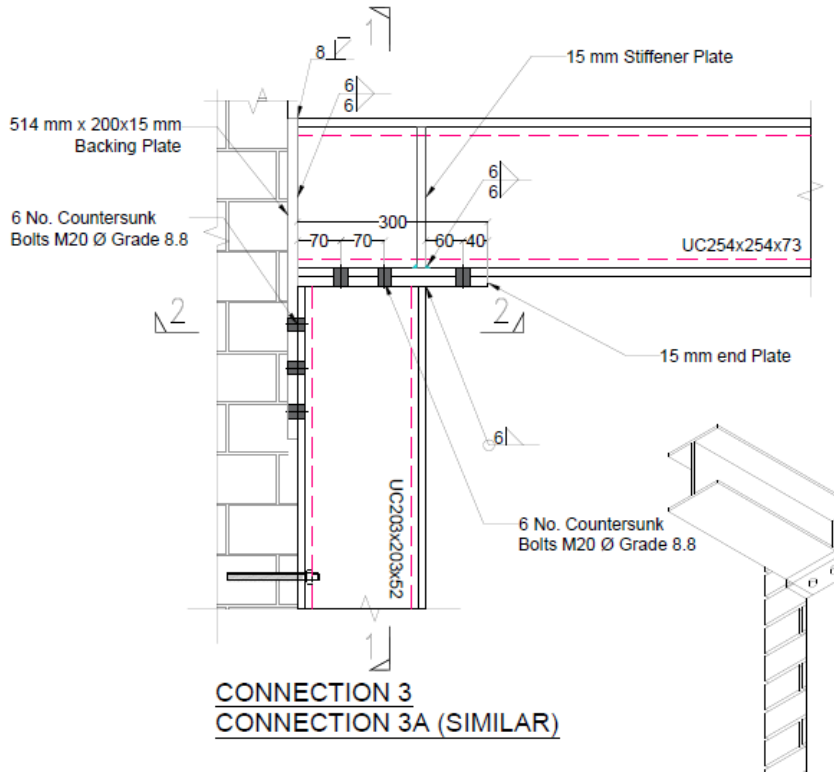 1
8
15 mm Stiffener Plate
6
6
514 mm x 200x15 mm
Backing Plate
6
6
300
6 No. Countersunk
Bolts M20 Ø Grade 8.8
70
70
60
40
UC254x254x73
2
2
15 mm end Plate
6
UC203x203x52
6 No. Countersunk
Bolts M20 Ø Grade 8.8
1
CONNECTION 3
CONNECTION 3A (SIMILAR)